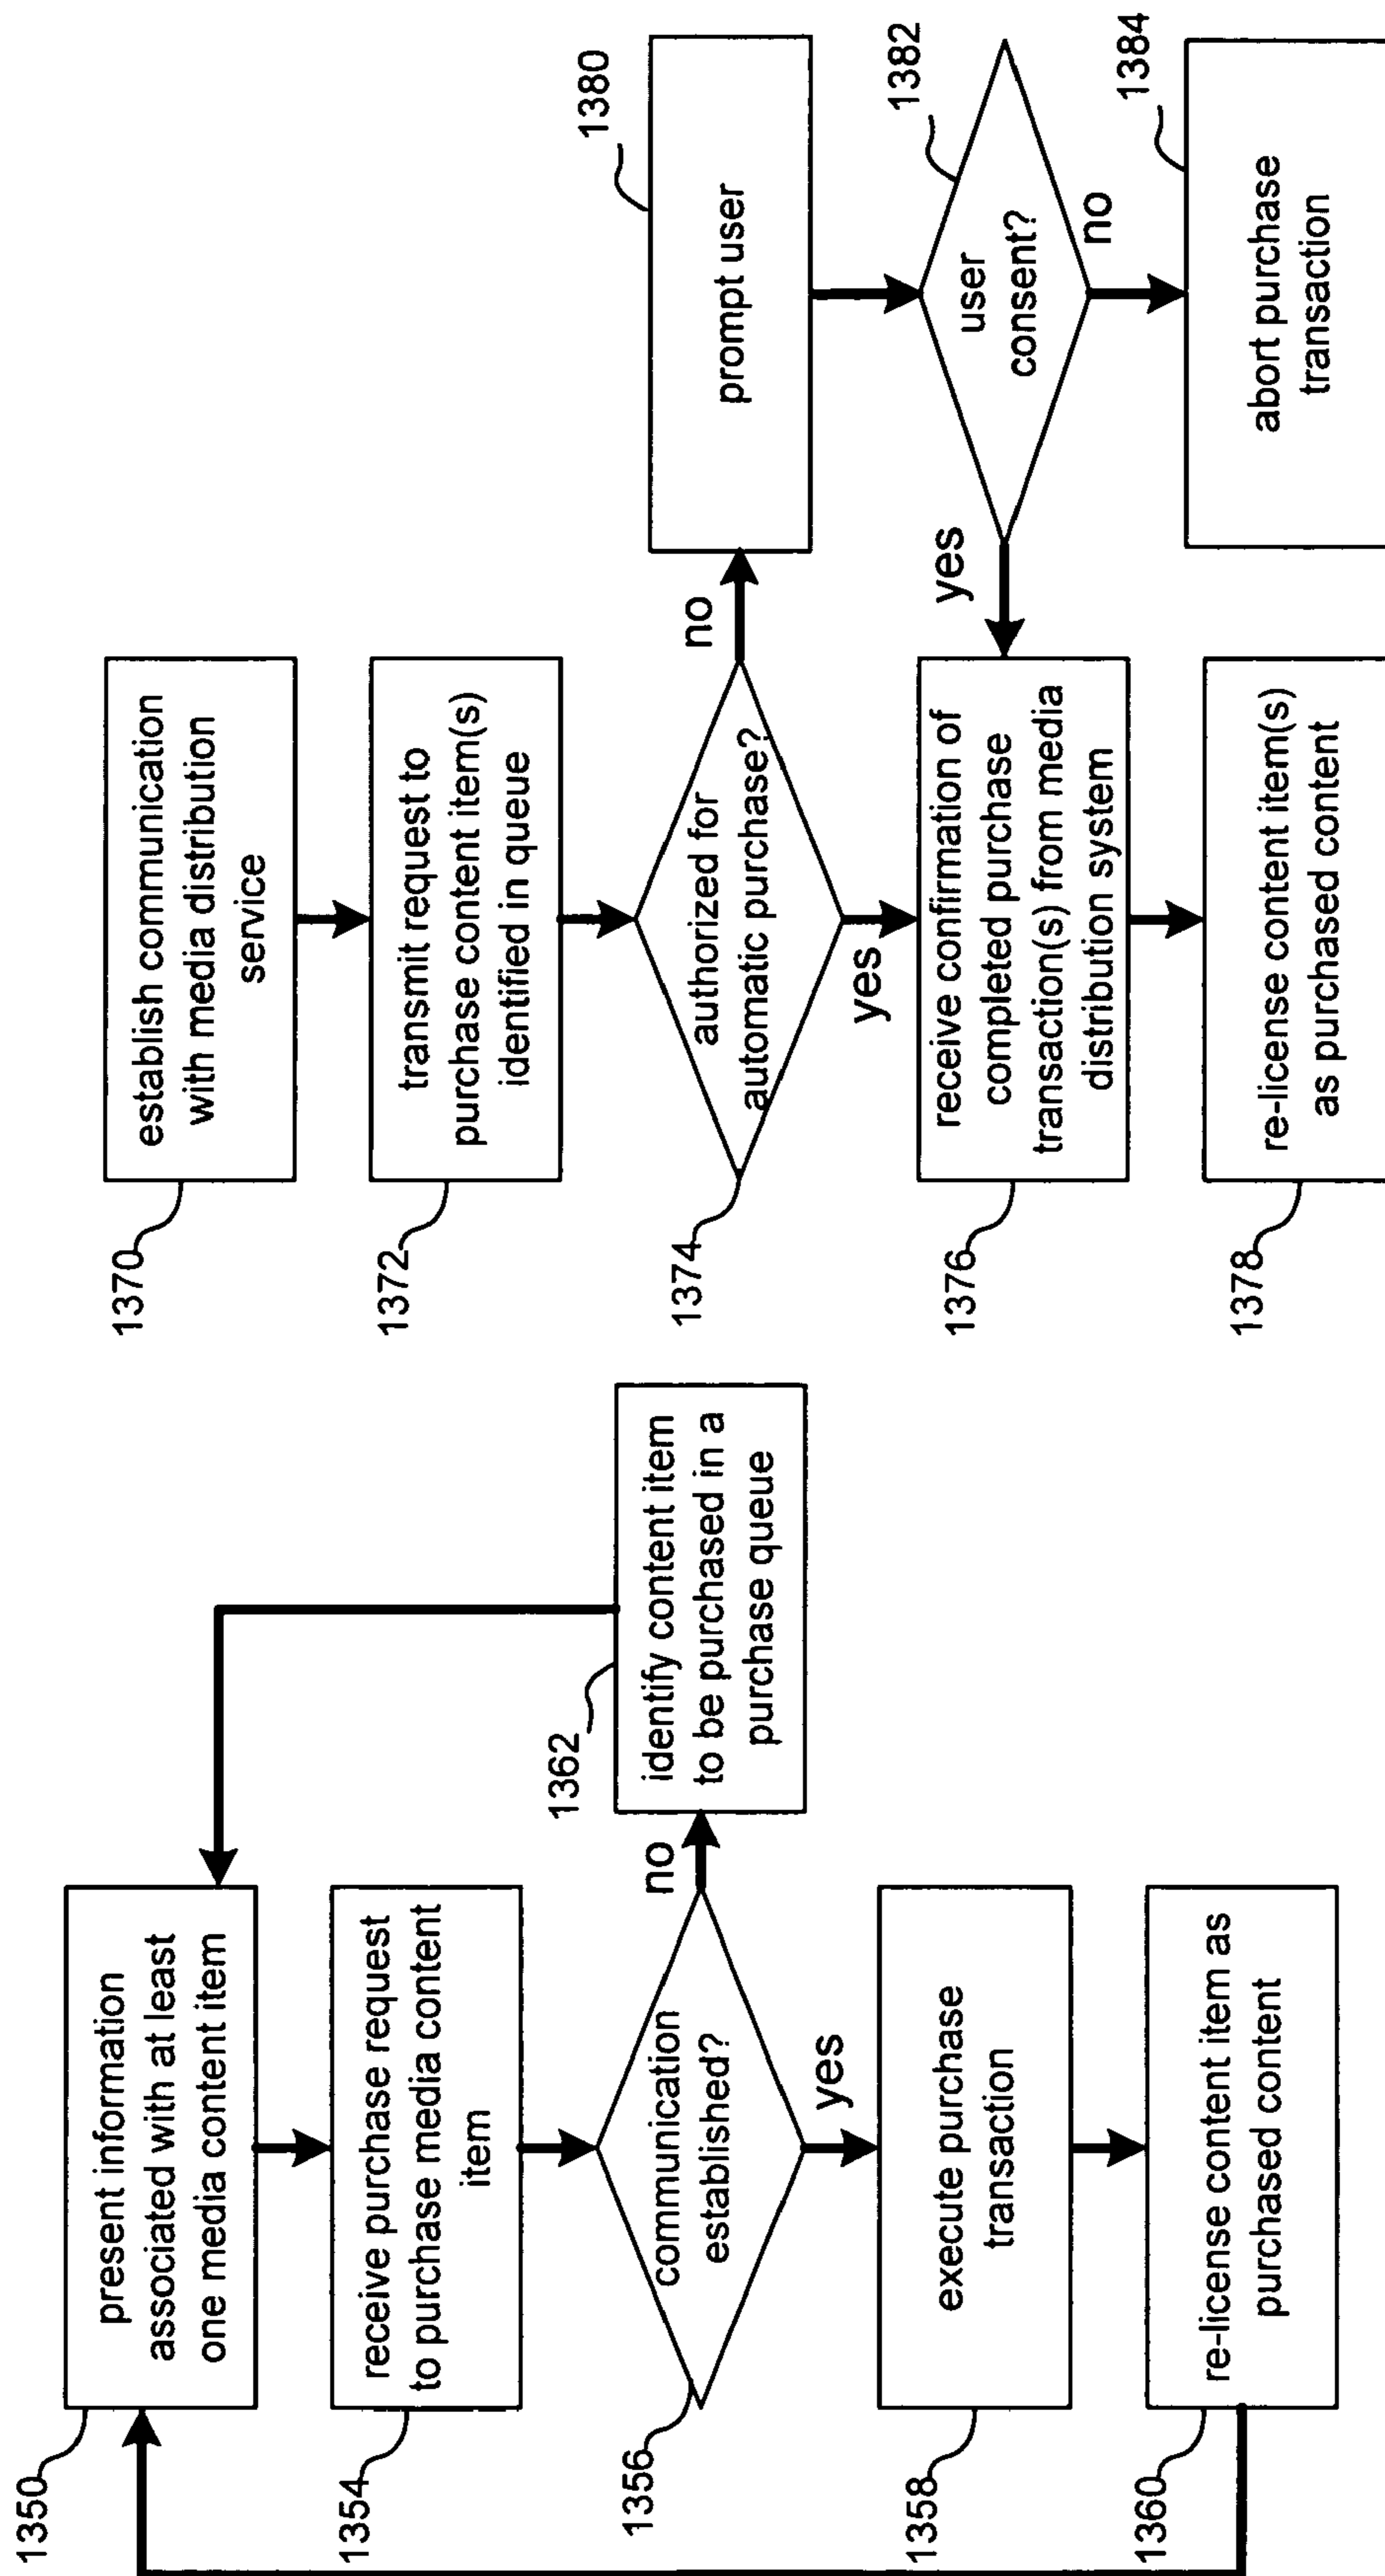 1350
present information
associated with at least
one media content item
1354
receive purchase request
to purchase media content
item
1356
communication
established?
no
yes
1362
identify content item
to be purchased in a
purchase queue
1358
execute purchase
transaction
1360
re-license content item as
purchased content
1370
establish communication
with media distribution
service
1372
transmit request to
purchase content item(s)
identified in queue
1374
authorized for
automatic purchase?
no
yes
1380
prompt user
1382
user
consent?
yes
no
1384
abort purchase
transaction
1376
receive confirmation of
completed purchase
transaction(s) from media
distribution system
1378
re-license content item(s)
as purchased content